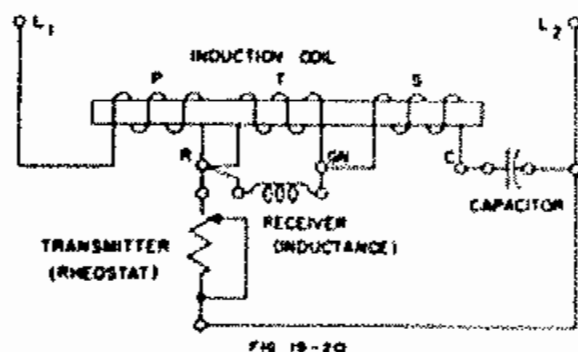 L1 L2
INDUCTION COIL
P T S
R GN C
CAPACITOR
RECEIVER
TRANSMITTER (INDUCTANCE)
(RHEOSTAT)
FIG 19-20